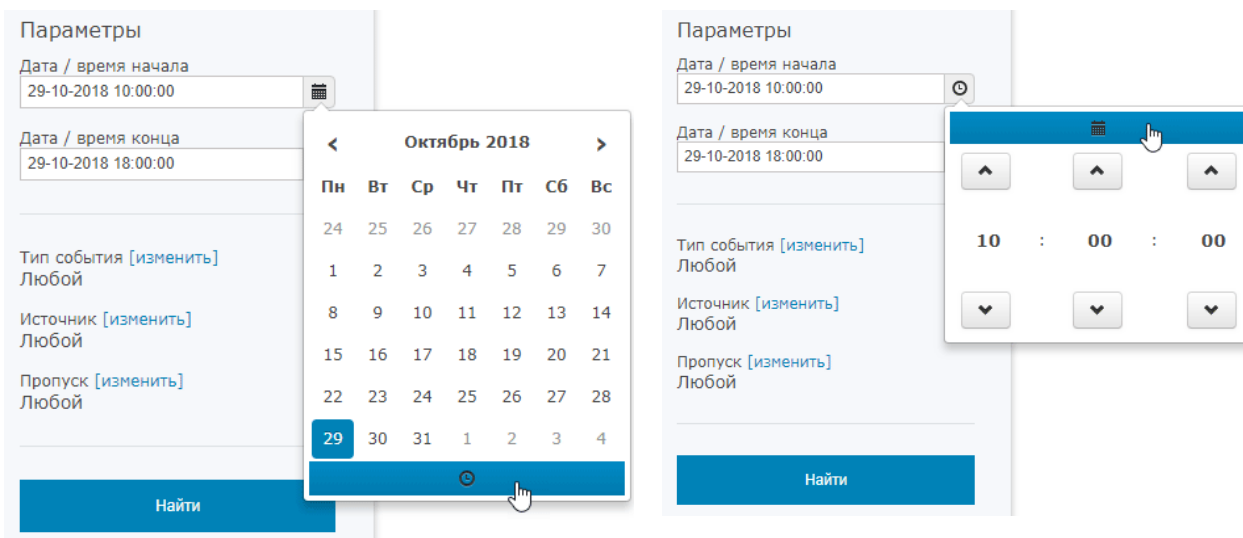 Параметры
Дата / время начала
29-10-2018 10:00:00
Дата / время конца
29-10-2018 18:00:00
Тип события [изменить]
Любой
Источник [изменить]
Любой
Пропуск [изменить]
Любой
Найти
Октябрь 2018
Пн Вт Ср Чт Пт Сб Вс
24 25 26 27 28 29 30
1 2 3 4 5 6 7
8 9 10 11 12 13 14
15 16 17 18 19 20 21
22 23 24 25 26 27 28
29 30 31 1 2 3 4
Параметры
Дата / время начала
29-10-2018 10:00:00
Дата / время конца
29-10-2018 18:00:00
Тип события [изменить]
Любой
Источник [изменить]
Любой
Пропуск [изменить]
Любой
Найти
10 : 00 : 00